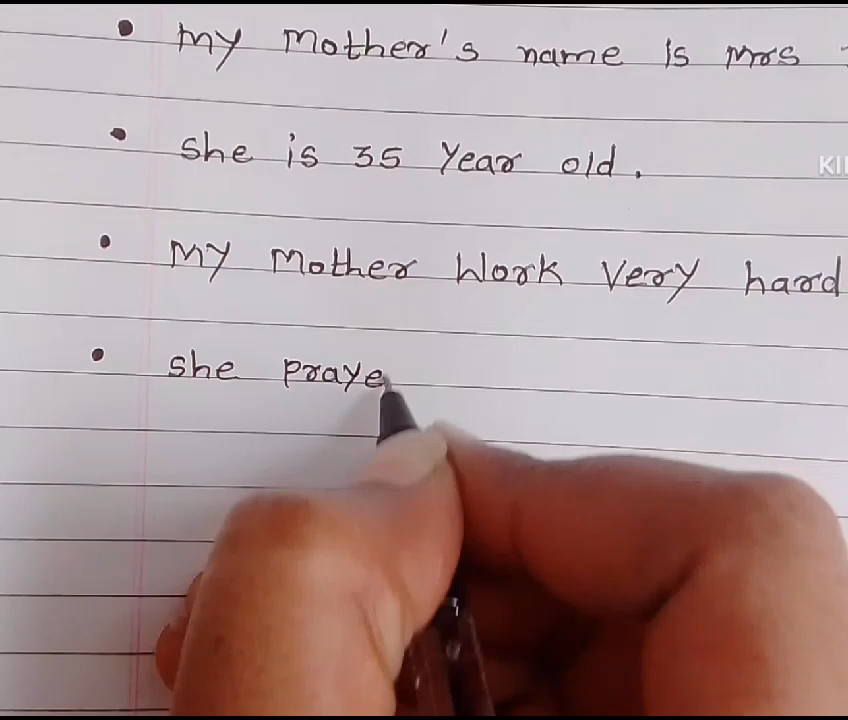 • My Mother's name is Mrs
• she is 35 Year old.
• My Mother Work Very hard
• she praye